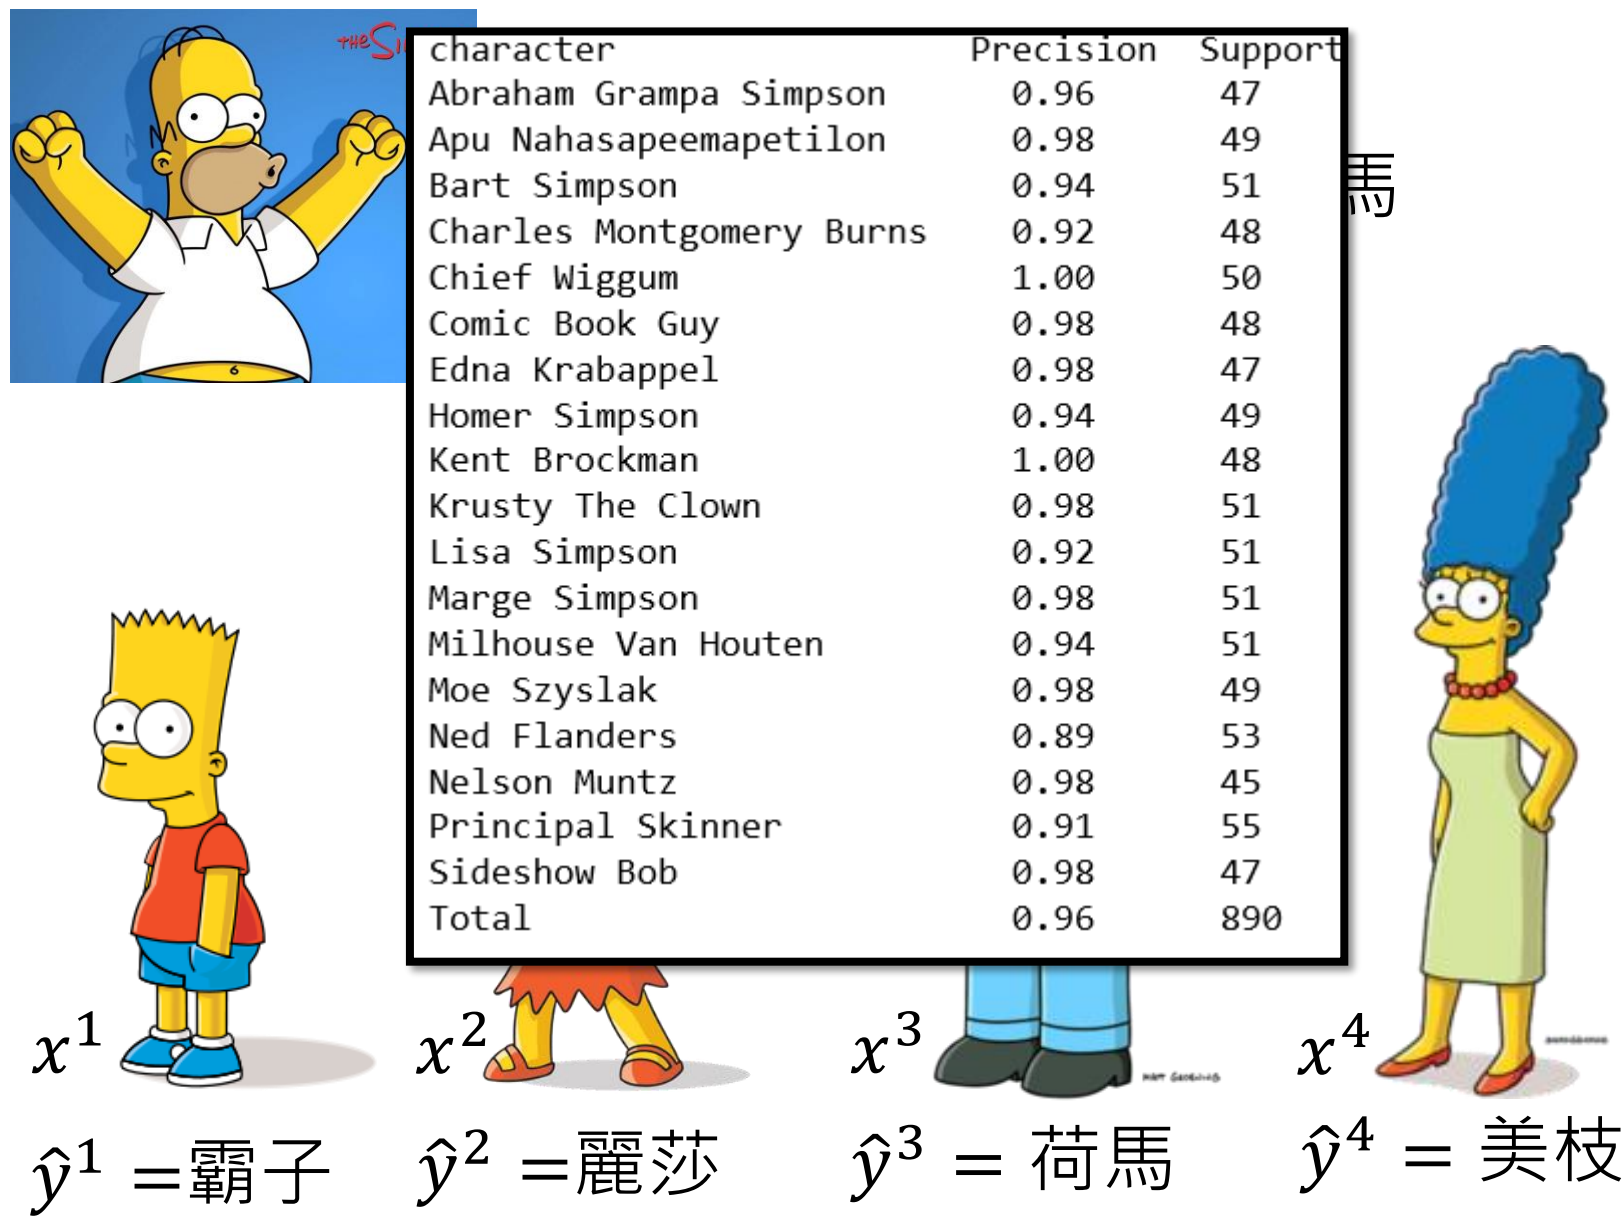 THE SI
character Precision Support
Abraham Grampa Simpson 0.96 47
Apu Nahasapeemapetilon 0.98 49
Bart Simpson 0.94 51
Charles Montgomery Burns 0.92 48
Chief Wiggum 1.00 50
Comic Book Guy 0.98 48
Edna Krabappel 0.98 47
Homer Simpson 0.94 49
Kent Brockman 1.00 48
Krusty The Clown 0.98 51
Lisa Simpson 0.92 51
Marge Simpson 0.98 51
Milhouse Van Houten 0.94 51
Moe Szyslak 0.98 49
Ned Flanders 0.89 53
Nelson Muntz 0.98 45
Principal Skinner 0.91 55
Sideshow Bob 0.98 47
Total 0.96 890
馬
x¹ x² x³ x⁴
MATT GROENING
ŷ¹ =霸子 ŷ² =麗莎 ŷ³ = 荷馬 ŷ⁴ = 美枝